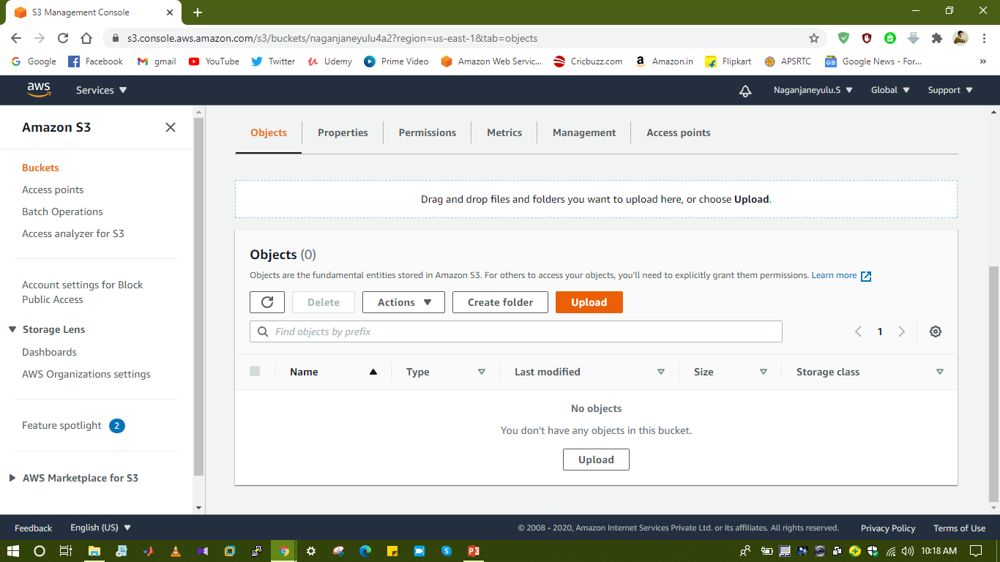 S3 Management Console
s3.console.aws.amazon.com/s3/buckets/naganjaneyulu4a2?region=us-east-1&tab=objects
Google Facebook gmail YouTube Twitter Udemy Prime Video Amazon Web Servic... Cricbuzz.com Amazon.in Flipkart APSRTC Google News - For...
aws Services Naganjaneyulu.S Global Support
Amazon S3
Buckets
Access points
Batch Operations
Access analyzer for S3
Account settings for Block
Public Access
Storage Lens
Dashboards
AWS Organizations settings
Feature spotlight 2
AWS Marketplace for S3
Objects Properties Permissions Metrics Management Access points
Drag and drop files and folders you want to upload here, or choose Upload.
Objects (0)
Objects are the fundamental entities stored in Amazon S3. For others to access your objects, you'll need to explicitly grant them permissions. Learn more
Delete Actions Create folder Upload
Find objects by prefix 1
Name Type Last modified Size Storage class
No objects
You don't have any objects in this bucket.
Upload
Feedback English (US) © 2008 - 2020, Amazon Internet Services Private Ltd. or its affiliates. All rights reserved. Privacy Policy Terms of Use
10:18 AM